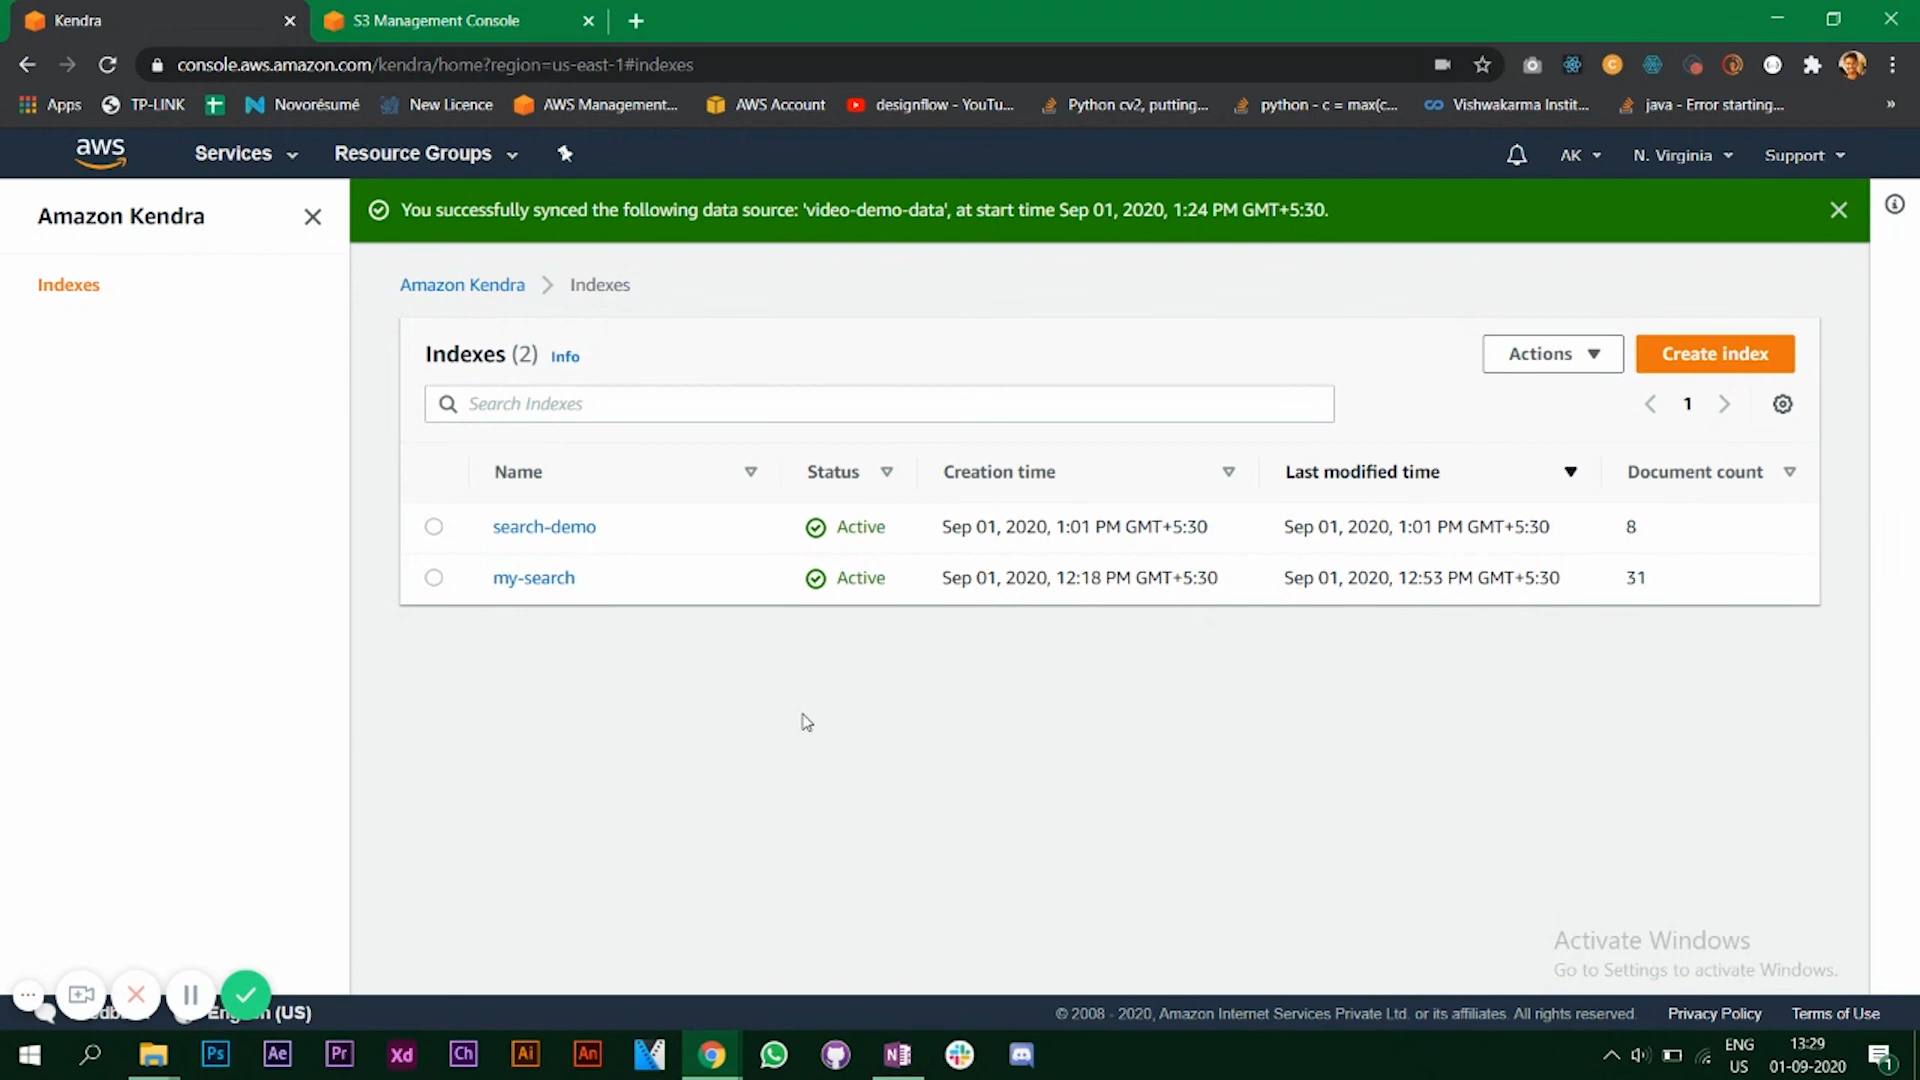 Kendra
S3 Management Console
console.aws.amazon.com/kendra/home?region=us-east-1#indexes
Apps TP-LINK Novorésumé New Licence AWS Management... AWS Account designflow - YouTu... Python cv2, putting... python - c = max(c... Vishwakarma Instit... java - Error starting... »
aws Services Resource Groups AK N. Virginia Support
Amazon Kendra
Indexes
You successfully synced the following data source: 'video-demo-data', at start time Sep 01, 2020, 1:24 PM GMT+5:30.
Amazon Kendra > Indexes
Indexes (2) Info
Actions Create index
Search Indexes
1
Name Status Creation time Last modified time Document count
search-demo Active Sep 01, 2020, 1:01 PM GMT+5:30 Sep 01, 2020, 1:01 PM GMT+5:30 8
my-search Active Sep 01, 2020, 12:18 PM GMT+5:30 Sep 01, 2020, 12:53 PM GMT+5:30 31
Activate Windows
Go to Settings to activate Windows.
(US)
© 2008 - 2020, Amazon Internet Services Private Ltd. or its affiliates. All rights reserved. Privacy Policy Terms of Use
Ps Ae Pr Xd Ch Ai An N
ENG
US
13:29
01-09-2020
1